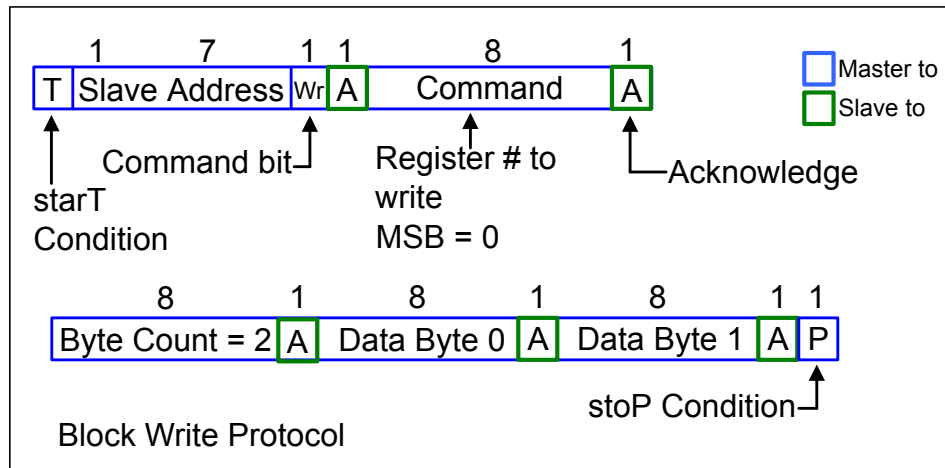 1 7 1 1 8 1
T Slave Address Wr A Command A
Master to
Slave to
Command bit
Register # to
write
MSB = 0
Acknowledge
starT
Condition
8 1 8 1 8 1 1
Byte Count = 2 A Data Byte 0 A Data Byte 1 A P
stoP Condition
Block Write Protocol